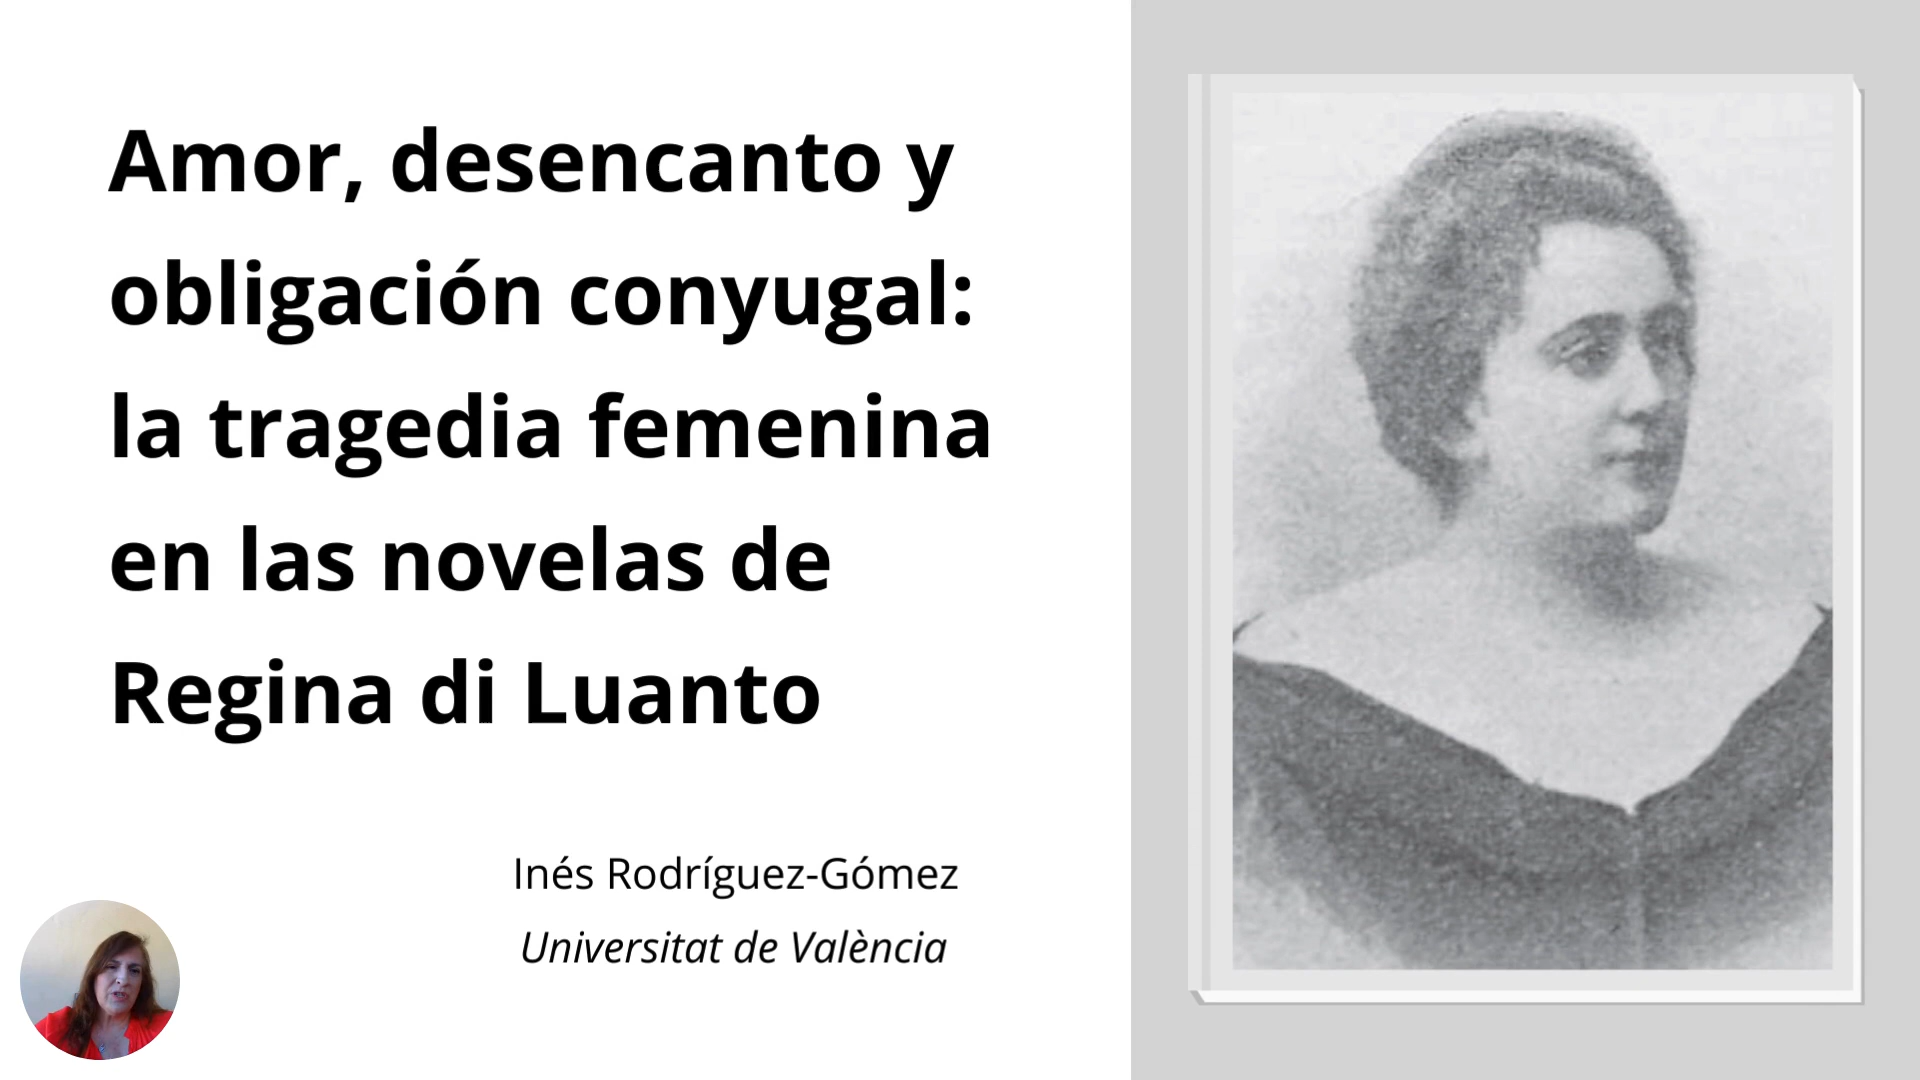 Amor, desencanto y
obligación conyugal:
la tragedia femenina
en las novelas de
Regina di Luanto
Inés Rodríguez-Gómez
Universitat de València